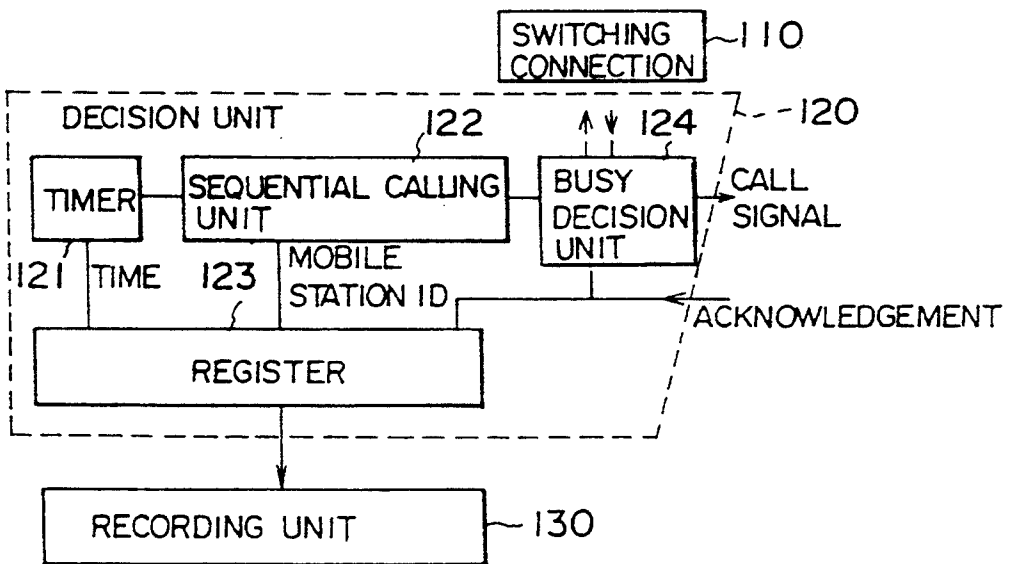 SWITCHING
CONNECTION
110
DECISION UNIT
122
124
120
TIMER
SEQUENTIAL CALLING
UNIT
BUSY
DECISION
UNIT
CALL
SIGNAL
121
TIME
123
MOBILE
STATION ID
ACKNOWLEDGEMENT
REGISTER
RECORDING UNIT
130